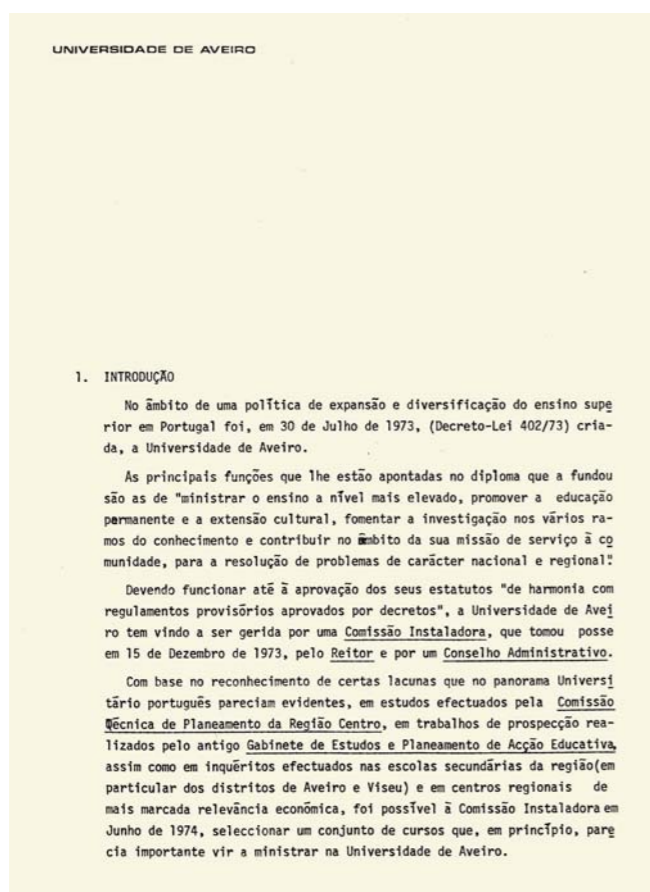 UNIVERSIDADE DE AVEIRO
1. INTRODUÇÃO
No âmbito de uma política de expansão e diversificação do ensino supe
rior em Portugal foi, em 30 de Julho de 1973, (Decreto-Lei 402/73) cria-
da, a Universidade de Aveiro.
As principais funções que lhe estão apontadas no diploma que a fundou
são as de "ministrar o ensino a nível mais elevado, promover a educação
permanente e a extensão cultural, fomentar a investigação nos vários ra-
mos do conhecimento e contribuir no âmbito da sua missão de serviço à co
munidade, para a resolução de problemas de carácter nacional e regional".
Devendo funcionar até à aprovação dos seus estatutos "de harmonia com
regulamentos provisórios aprovados por decretos", a Universidade de Avei
ro tem vindo a ser gerida por uma Comissão Instaladora, que tomou posse
em 15 de Dezembro de 1973, pelo Reitor e por um Conselho Administrativo.
Com base no reconhecimento de certas lacunas que no panorama Universi
tário português pareciam evidentes, em estudos efectuados pela Comissão
Técnica de Planeamento da Região Centro, em trabalhos de prospecção rea-
lizados pelo antigo Gabinete de Estudos e Planeamento de Acção Educativa,
assim como em inquéritos efectuados nas escolas secundárias da região(em
particular dos distritos de Aveiro e Viseu) e em centros regionais de
mais marcada relevância económica, foi possível à Comissão Instaladora em
Junho de 1974, seleccionar um conjunto de cursos que, em princípio, pare
cia importante vir a ministrar na Universidade de Aveiro.